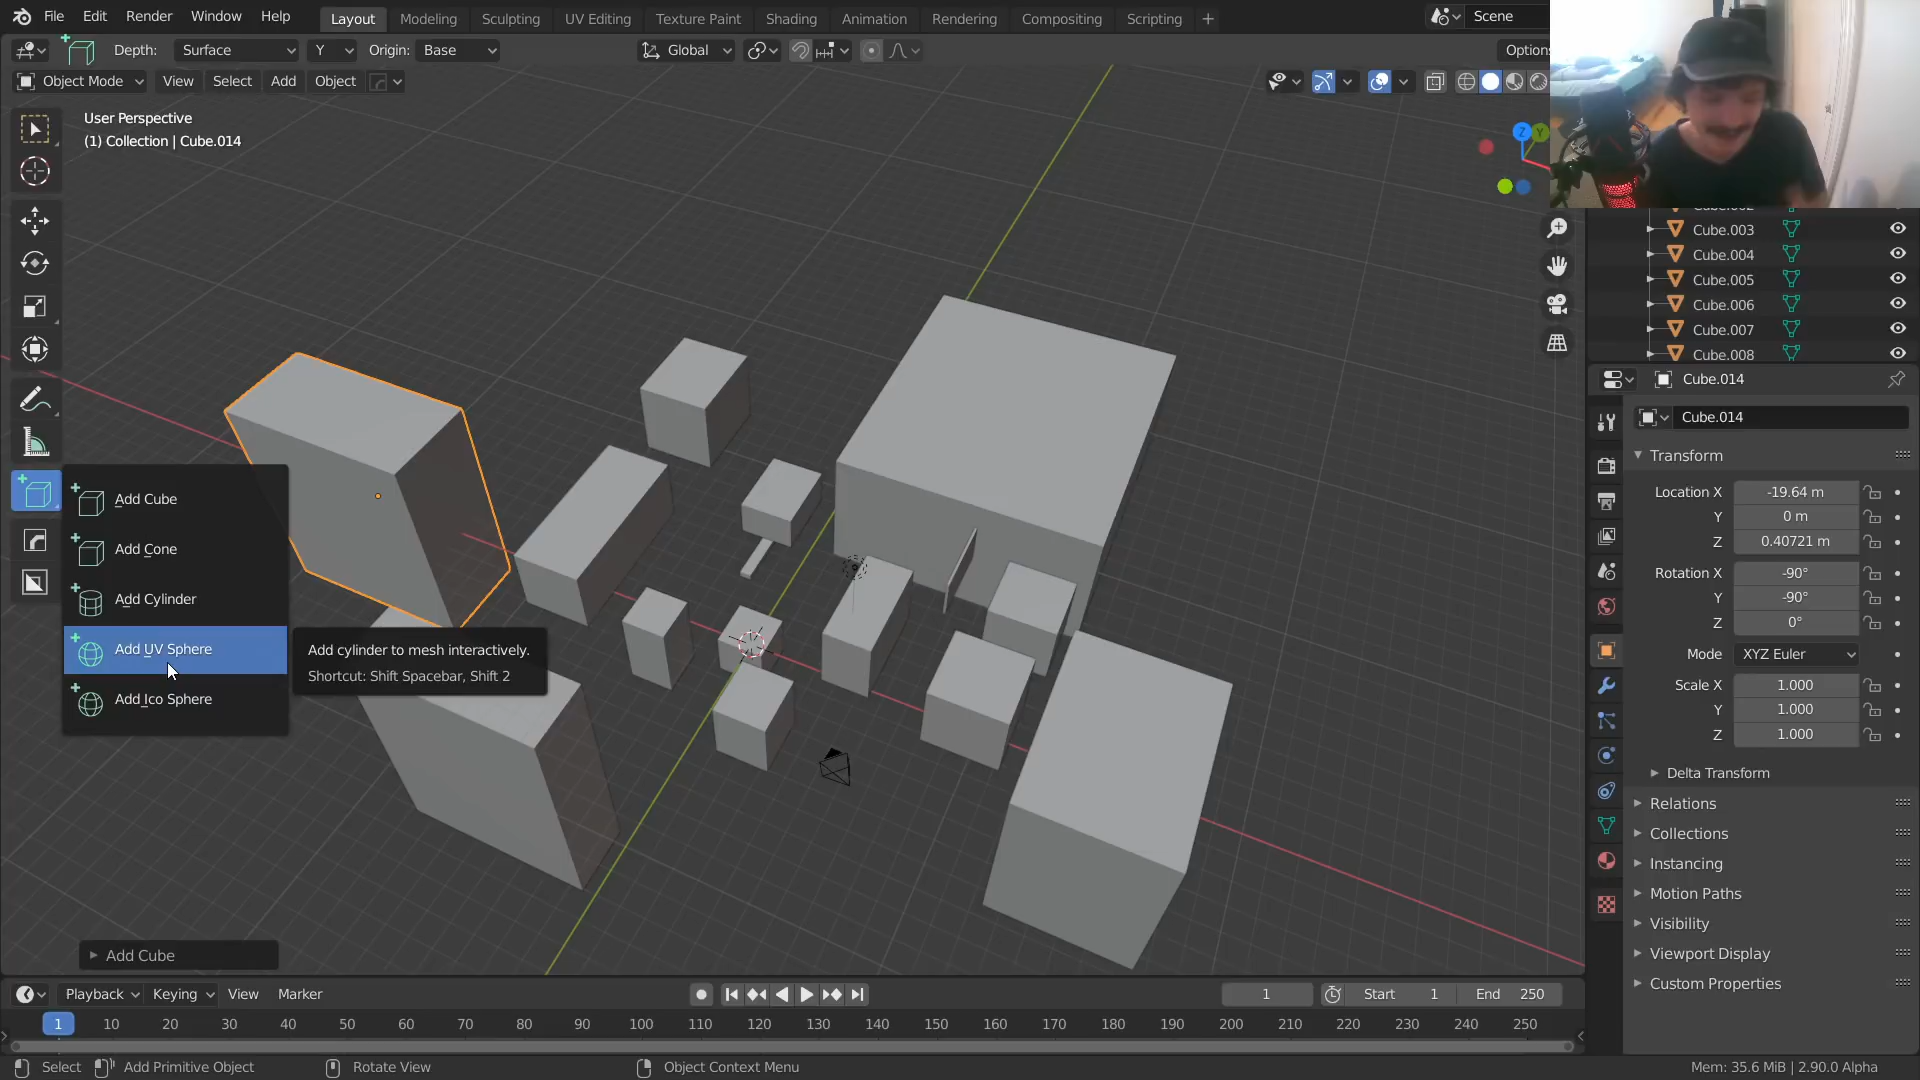 File Edit Render Window Help Layout Modeling Sculpting UV Editing Texture Paint Shading Animation Rendering Compositing Scripting + Scene
Depth: Surface Y Origin: Base Global Options
Object Mode View Select Add Object
User Perspective
(1) Collection | Cube.014
Z Y
Cube.003
Cube.004
Cube.005
Cube.006
Cube.007
Cube.008
Cube.014
Cube.014
Transform
Location X -19.64 m
Y 0 m
Z 0.40721 m
Rotation X -90°
Y -90°
Z 0°
Mode XYZ Euler
Scale X 1.000
Y 1.000
Z 1.000
Delta Transform
Relations
Collections
Instancing
Motion Paths
Visibility
Viewport Display
Custom Properties
Add Cube
Add Cone
Add Cylinder
Add UV Sphere
Add Ico Sphere
Add cylinder to mesh interactively.
Shortcut: Shift Spacebar, Shift 2
Add Cube
Playback Keying View Marker 1 Start 1 End 250
1 10 20 30 40 50 60 70 80 90 100 110 120 130 140 150 160 170 180 190 200 210 220 230 240 250
Select Add Primitive Object Rotate View Object Context Menu Mem: 35.6 MiB | 2.90.0 Alpha